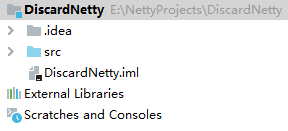 DiscardNetty E:\NettyProjects\DiscardNetty
.idea
src
DiscardNetty.iml
External Libraries
Scratches and Consoles